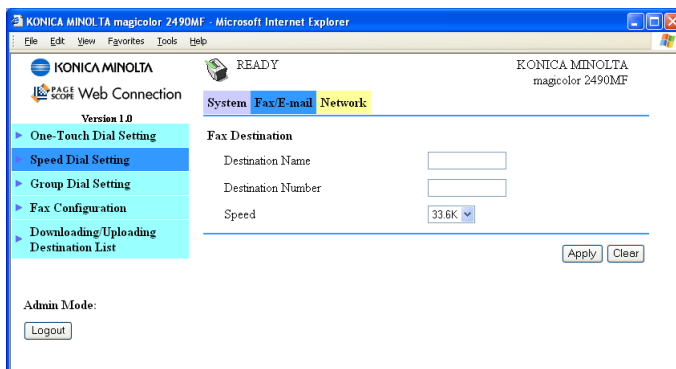 KONICA MINOLTA magicolor 2490MF - Microsoft Internet Explorer
File Edit View Favorites Tools Help
KONICA MINOLTA
PAGE SCOPE Web Connection
Version 1.0
READY
KONICA MINOLTA
magicolor 2490MF
System Fax/E-mail Network
One-Touch Dial Setting
Speed Dial Setting
Group Dial Setting
Fax Configuration
Downloading/Uploading
Destination List
Admin Mode:
Logout
Fax Destination
Destination Name
Destination Number
Speed 33.6K
Apply Clear